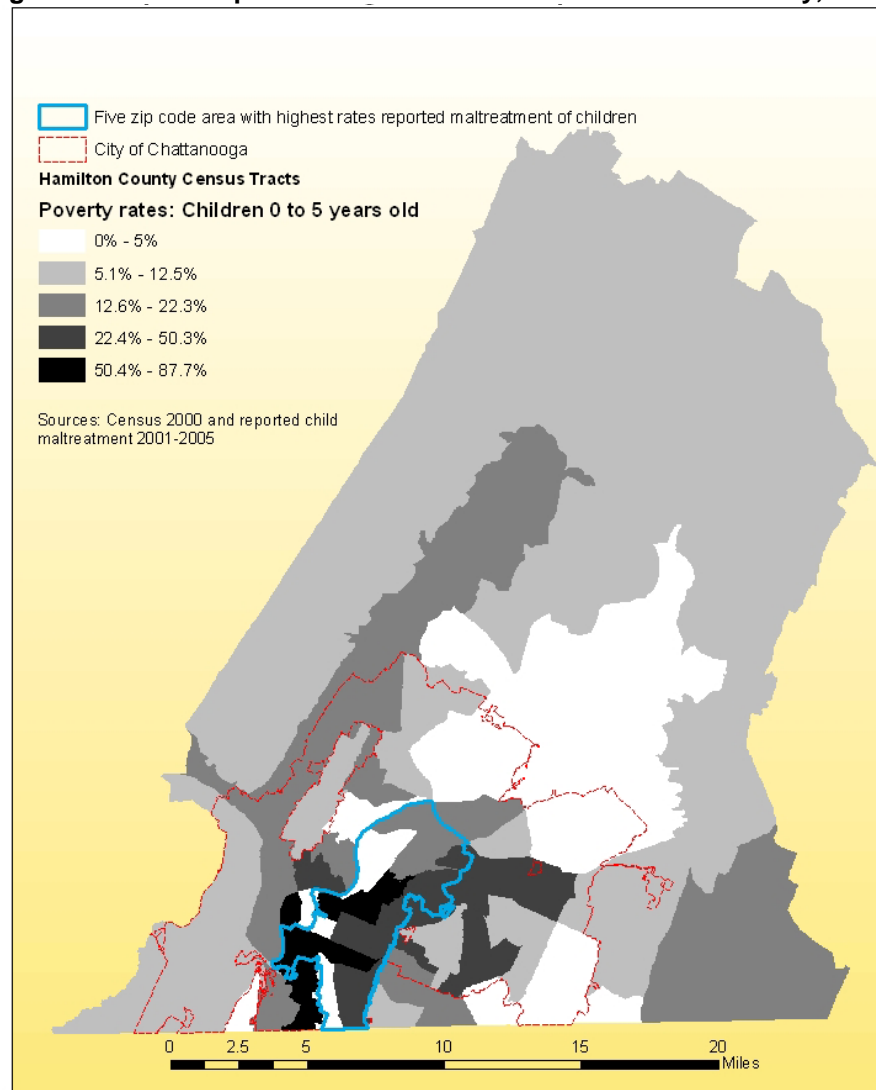 Five zip code area with highest rates reported maltreatment of children
City of Chattanooga
Hamilton County Census Tracts
Poverty rates: Children 0 to 5 years old
0% - 5%
5.1% - 12.5%
12.6% - 22.3%
22.4% - 50.3%
50.4% - 87.7%
Sources: Census 2000 and reported child
maltreatment 2001-2005
0 2.5 5 10 15 20
Miles